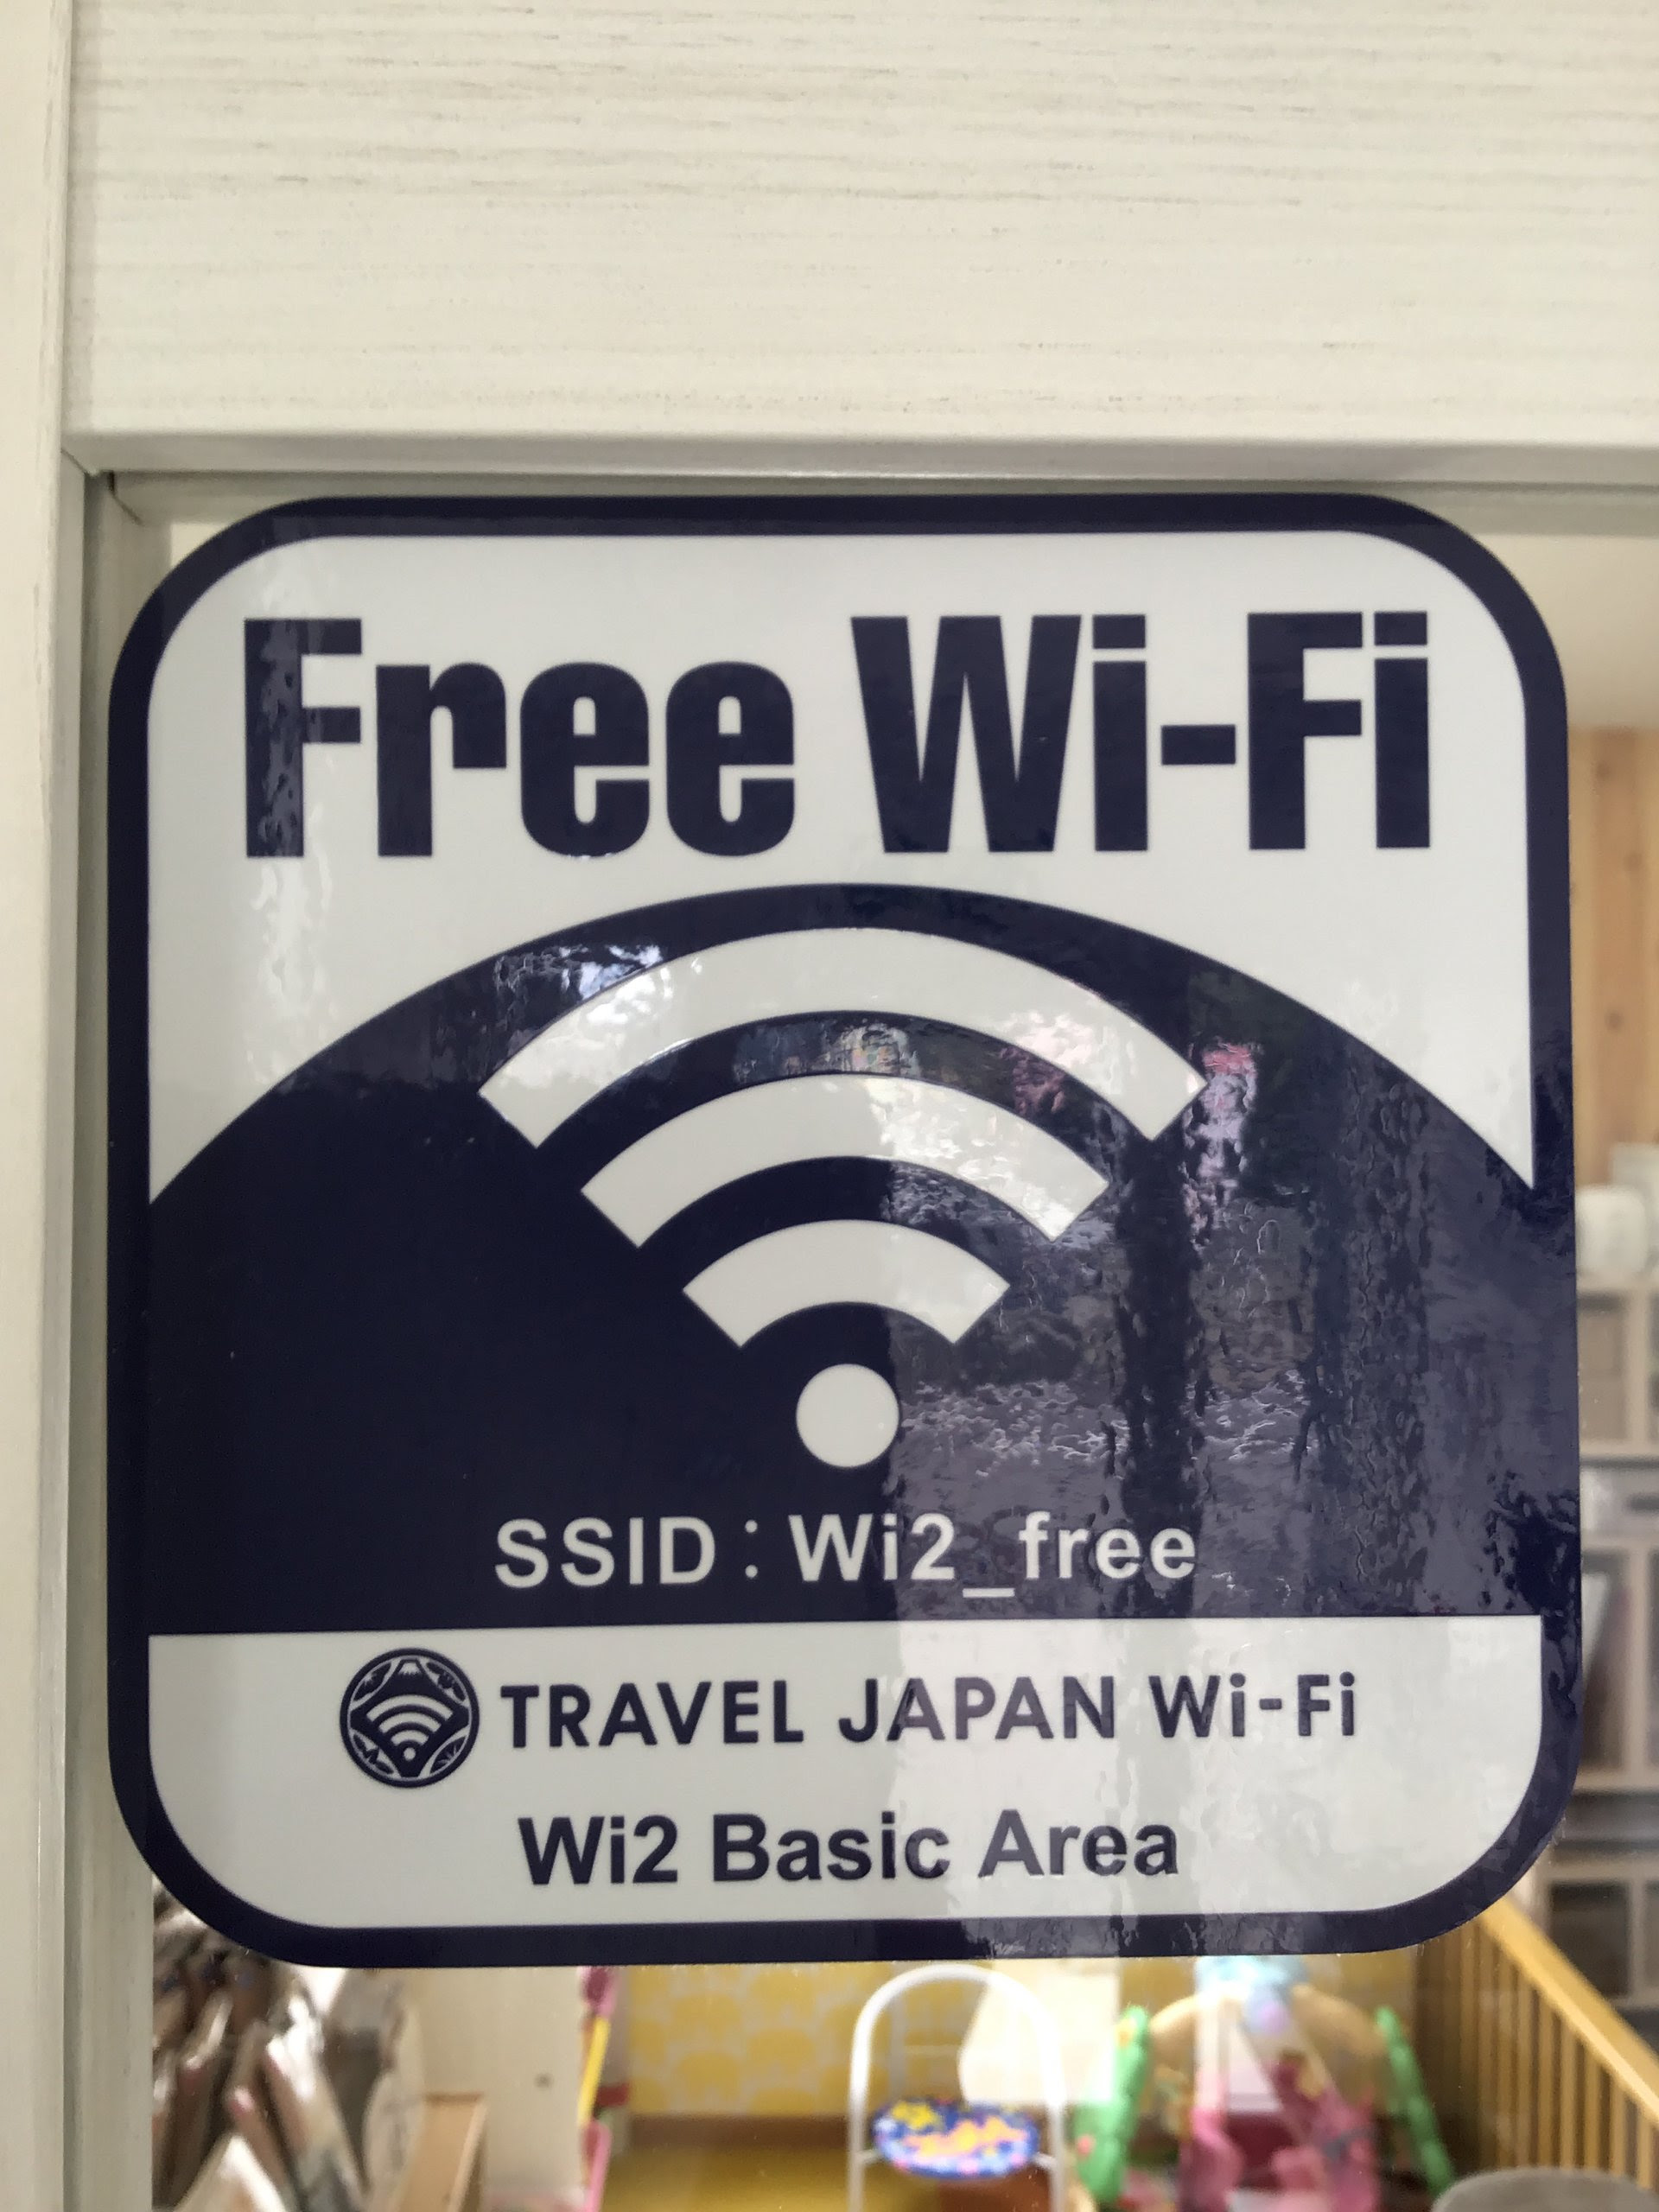 Free Wi-Fi
SSID：Wi2_free
TRAVEL JAPAN Wi-Fi
Wi2 Basic Area